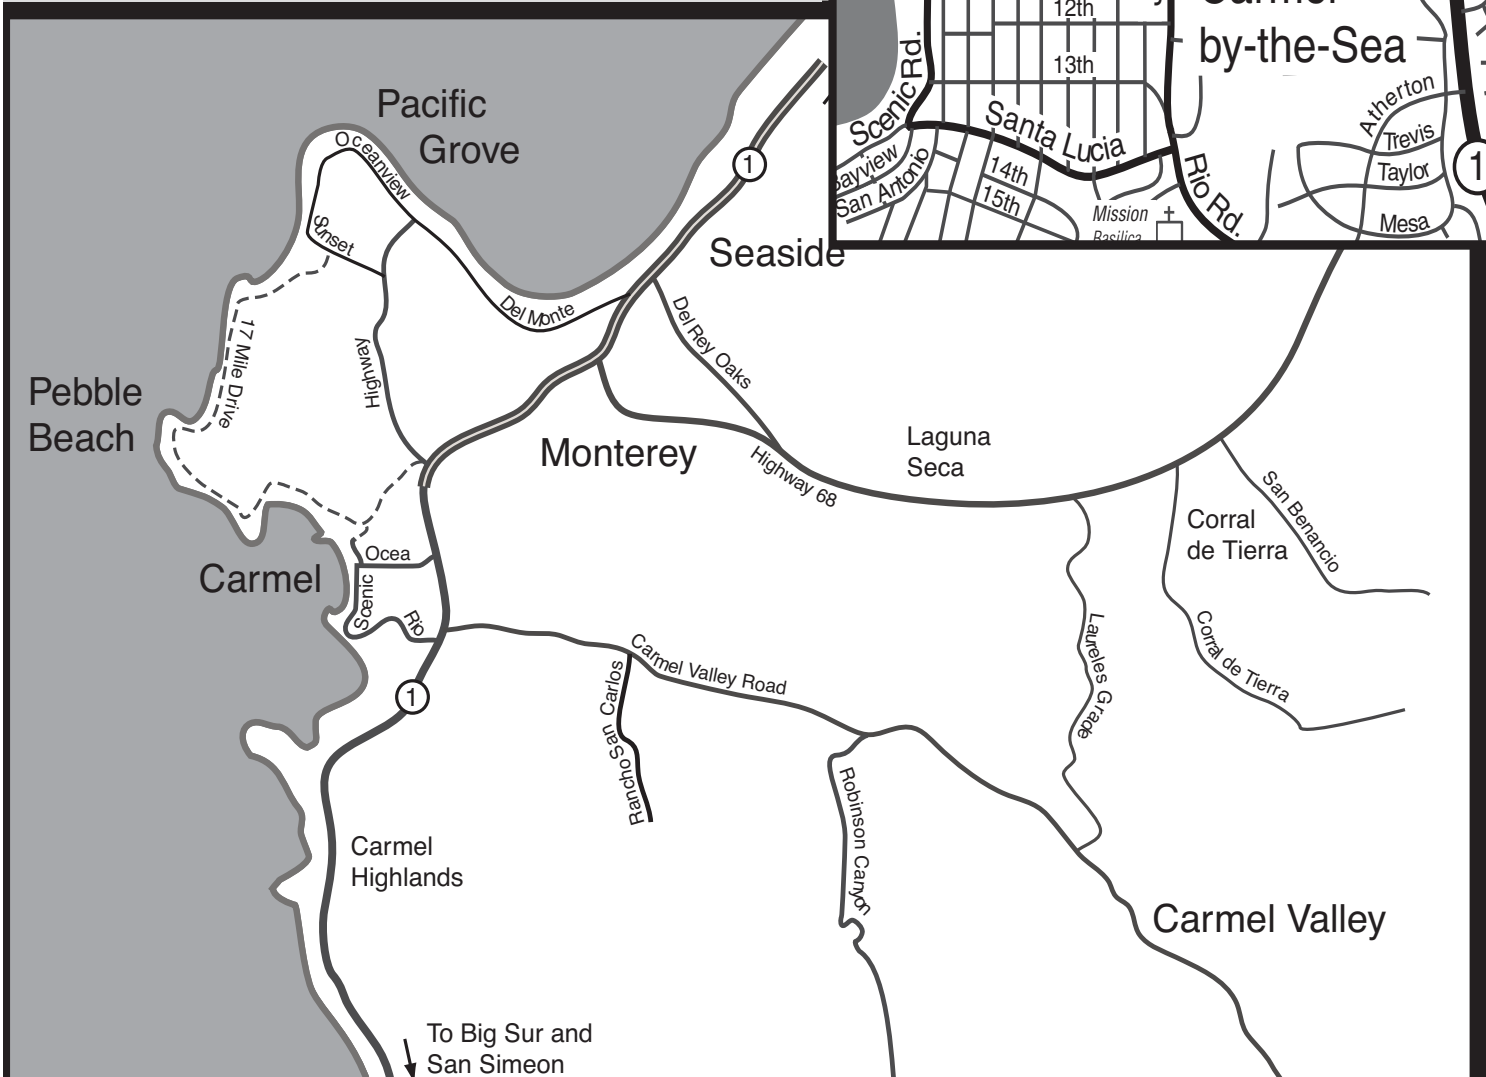 12th
by-the-Sea
13th
Scenic Rd.
Santa Lucia
Atherton
Trevis
Taylor
Mesa
1
San Antonio
14th
15th
Mission
Basilica
Rio Rd.
Pacific
Grove
Oceanview
Sunset
1
Seaside
17 Mile Drive
Highway
Del Monte
Del Rey Oaks
Pebble
Beach
Monterey
Highway 68
Laguna
Seca
San Benancio
Corral
de Tierra
Ocea
Carmel
Scenic
Rio
Carmel Valley Road
Laureles Grade
Corral de Tierra
1
Rancho San Carlos
Robinson Canyon
Carmel
Highlands
Carmel Valley
To Big Sur and
San Simeon